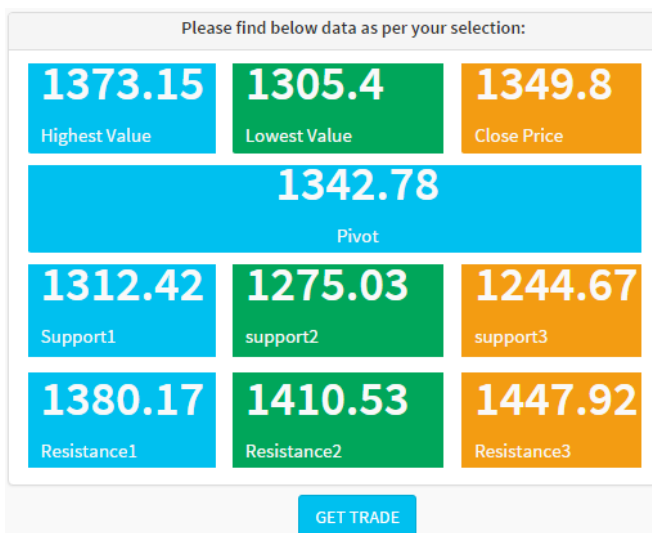 Please find below data as per your selection:
1373.15 1305.4 1349.8
Highest Value Lowest Value Close Price
1342.78
Pivot
1312.42 1275.03 1244.67
Support1 support2 support3
1380.17 1410.53 1447.92
Resistance1 Resistance2 Resistance3
GET TRADE